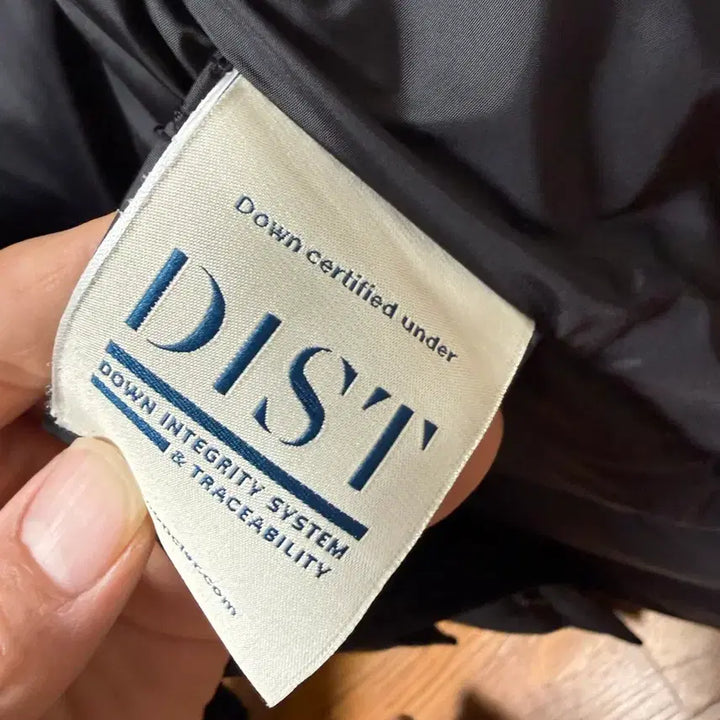 Down certified under
DIST
DOWN INTEGRITY SYSTEM
& TRACEABILITY